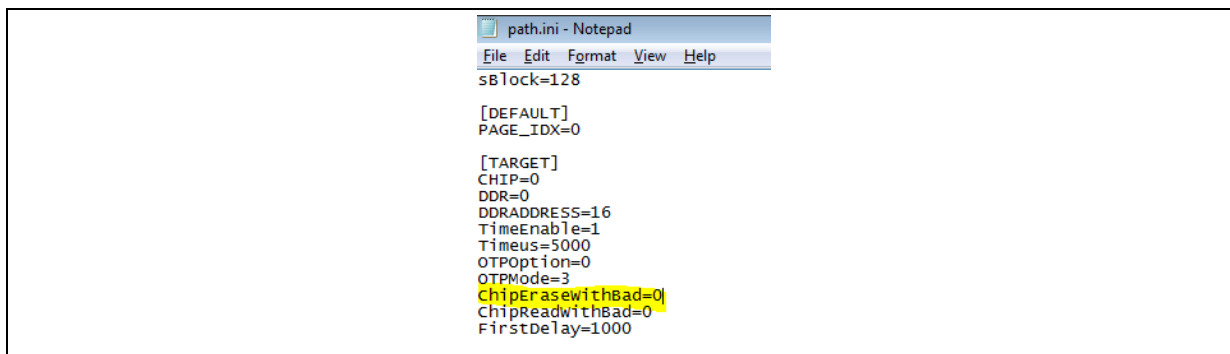 path.ini - Notepad
File Edit Format View Help
sBlock=128
[DEFAULT]
PAGE_IDX=0
[TARGET]
CHIP=0
DDR=0
DDRADDRESS=16
TimeEnable=1
Timeus=5000
OTPOption=0
OTPMode=3
ChipEraseWithBad=0
ChipReadWithBad=0
FirstDelay=1000